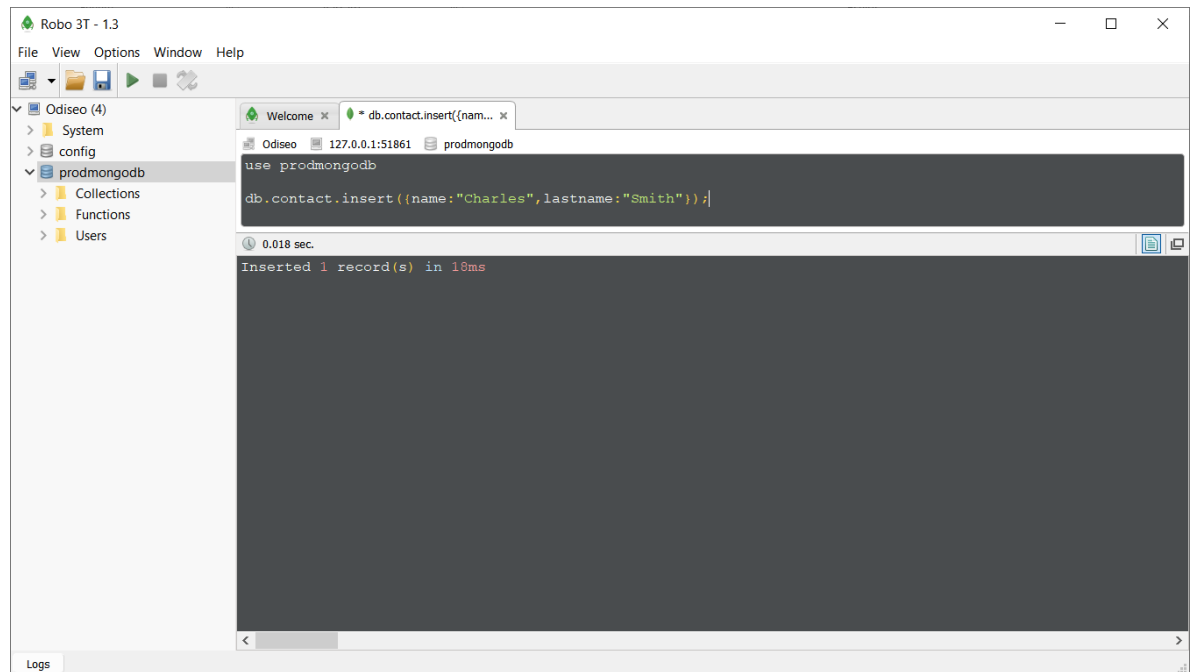 Robo 3T - 1.3
File View Options Window Help
Odiseo (4)
System
config
prodmongodb
Collections
Functions
Users
Welcome
* db.contact.insert({nam...
Odiseo 127.0.0.1:51861 prodmongodb
use prodmongodb
db.contact.insert({name:"Charles",lastname:"Smith"});
0.018 sec.
Inserted 1 record(s) in 18ms
Logs